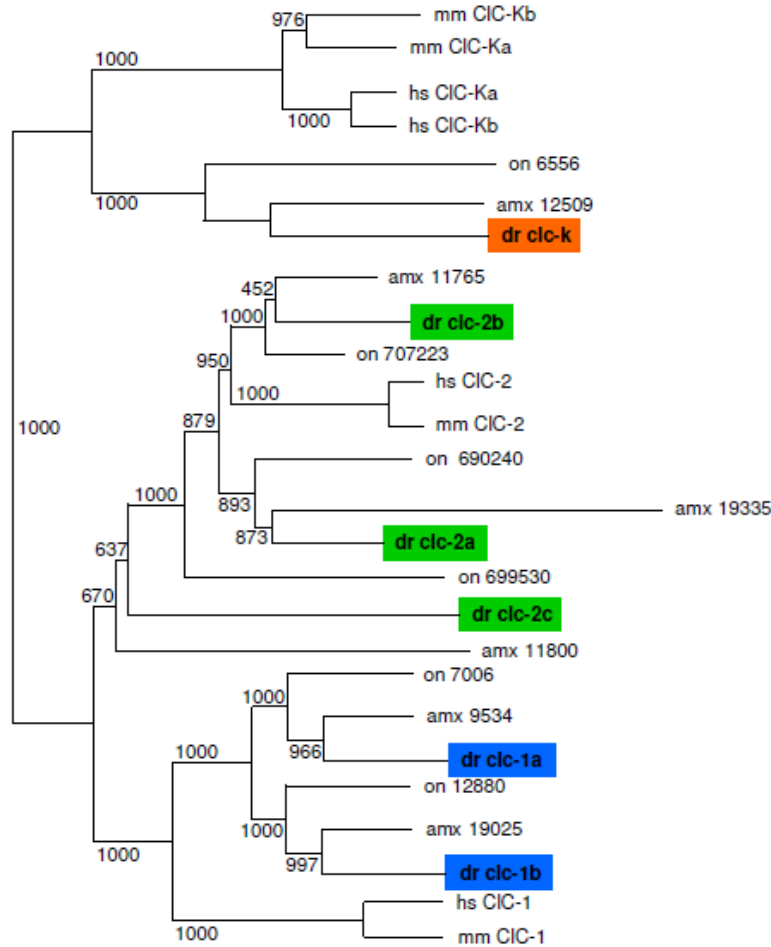 mm ClC-Kb
976
mm ClC-Ka
1000
hs ClC-Ka
1000
hs ClC-Kb
on 6556
1000
amx 12509
dr clc-k
amx 11765
452
1000
dr clc-2b
on 707223
950
hs ClC-2
1000
879
mm ClC-2
1000
on 690240
1000
893
amx 19335
873
dr clc-2a
637
on 699530
670
dr clc-2c
amx 11800
on 7006
1000
amx 9534
1000
966
dr clc-1a
on 12880
1000
amx 19025
1000
997
dr clc-1b
hs ClC-1
1000
mm ClC-1